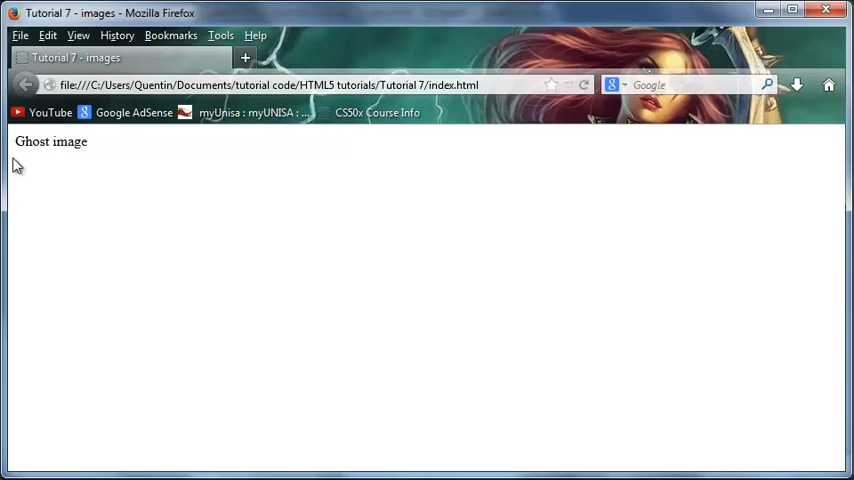 Tutorial 7 - images - Mozilla Firefox
File Edit View History Bookmarks Tools Help
Tutorial 7 - images +
file:///C:/Users/Quentin/Documents/tutorial code/HTML5 tutorials/Tutorial 7/index.html 8 Google
YouTube 8 Google AdSense myUnisa : myUNISA : ... CS50x Course Info
Ghost image